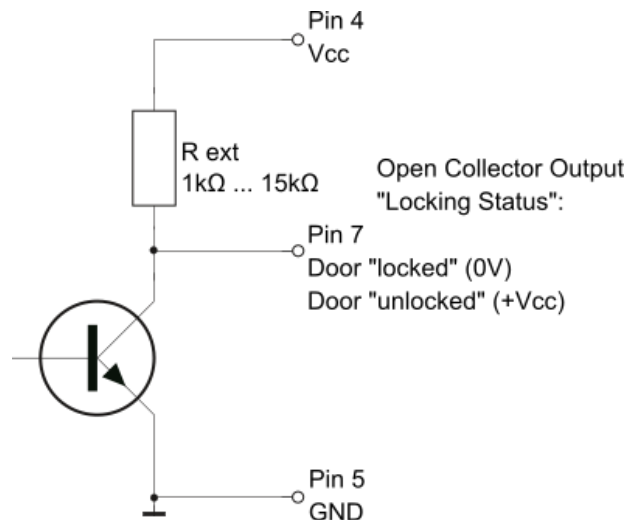 Pin 4
Vcc
R ext
1kΩ ... 15kΩ
Open Collector Output
"Locking Status":
Pin 7
Door "locked" (0V)
Door "unlocked" (+Vcc)
Pin 5
GND